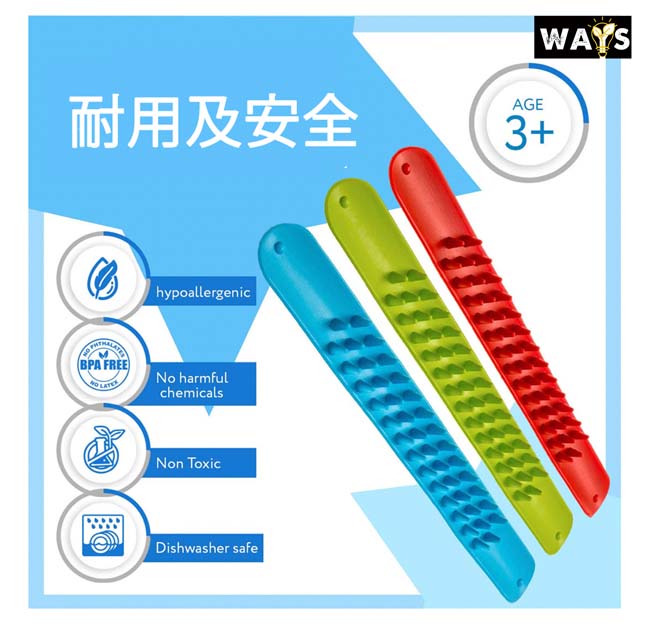 WAYS
耐用及安全
AGE
3+
hypoallergenic
NO PHTHALATES
BPA FREE
NO LATEX
No harmful
chemicals
Non Toxic
Dishwasher safe